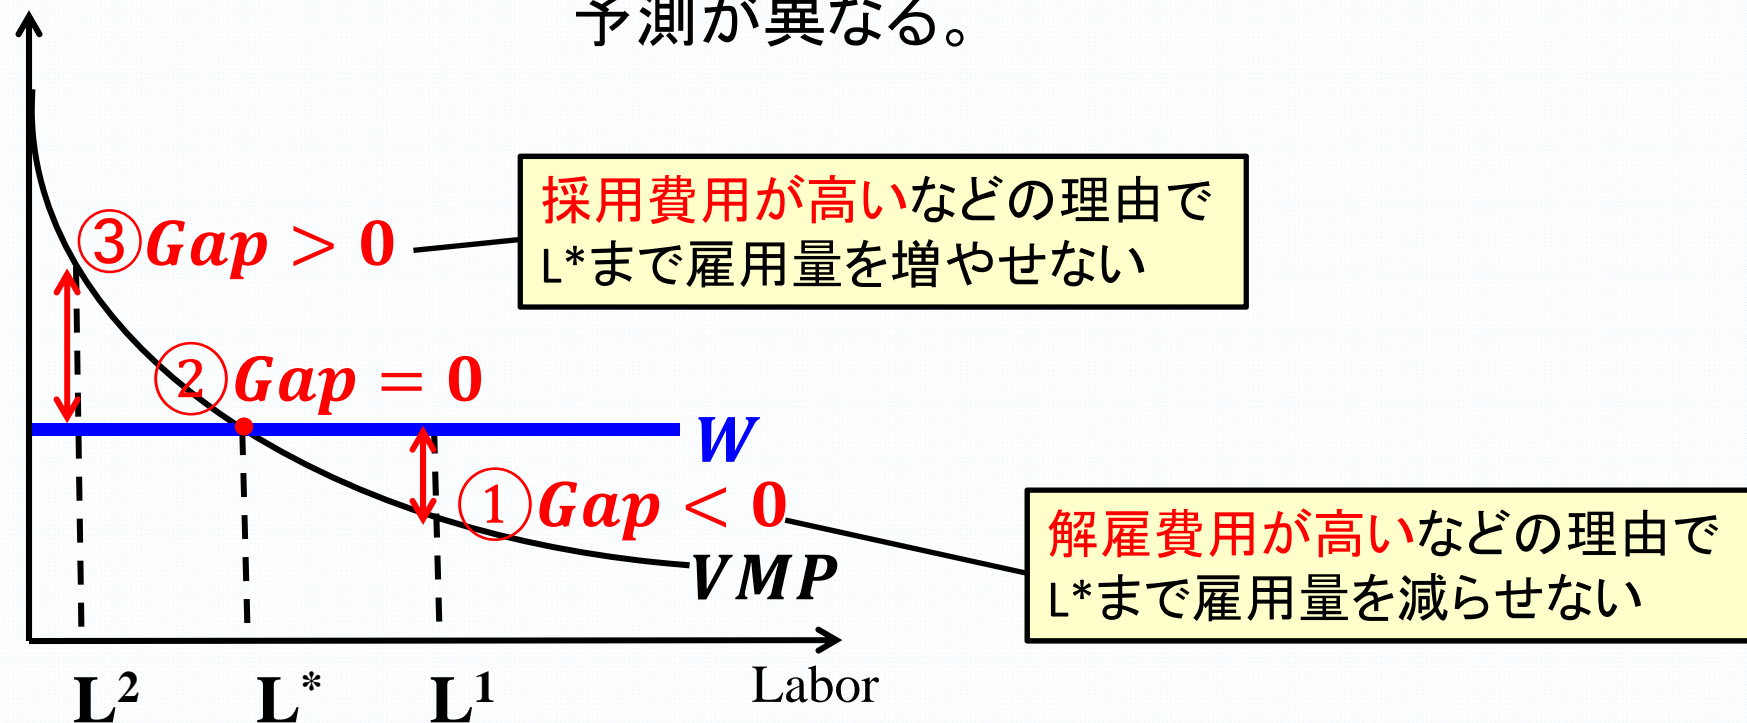 予測が異なる。
採用費用が高いなどの理由で
L*まで雇用量を増やせない
③Gap > 0
②Gap = 0
W
①Gap < 0
解雇費用が高いなどの理由で
L*まで雇用量を減らせない
VMP
Labor
L² L* L¹